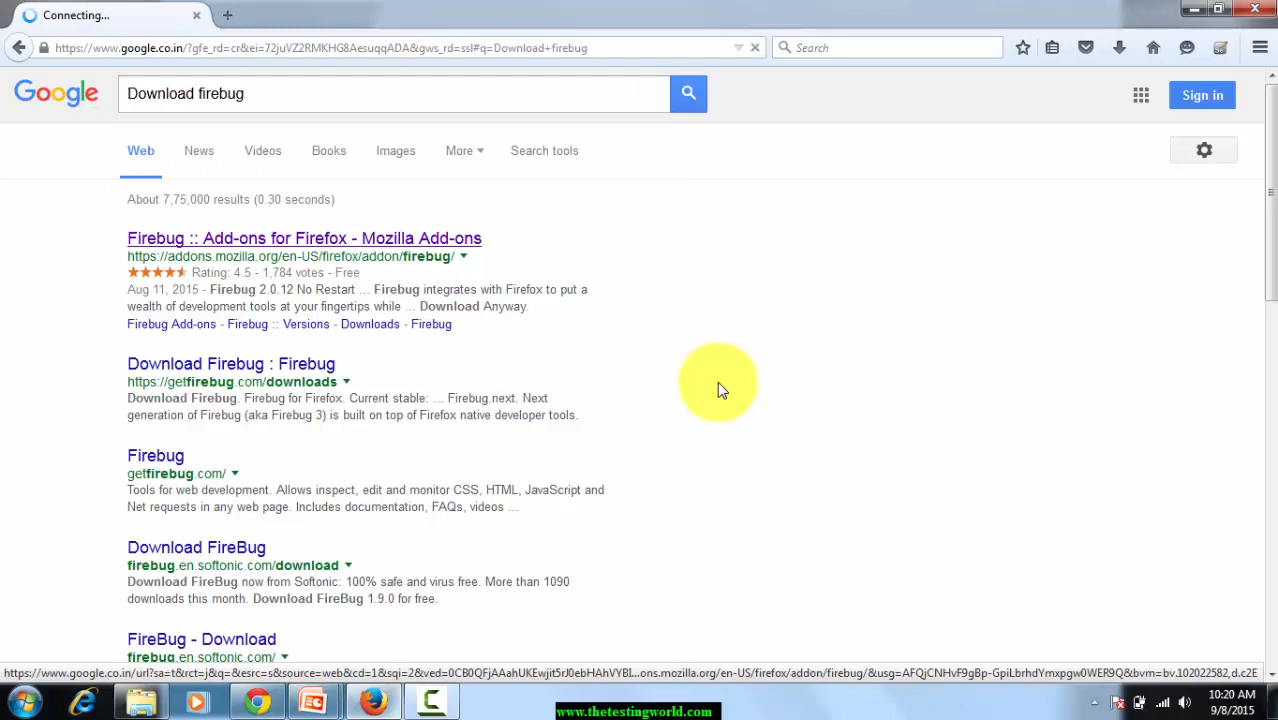 Connecting...
https://www.google.co.in/?gfe_rd=cr&ei=72juVZ2RMKHG8AesuqqADA&gws_rd=ssl#q=Download+firebug
Search
Google
Download firebug
Sign in
Web News Videos Books Images More Search tools
About 7,75,000 results (0.30 seconds)
Firebug :: Add-ons for Firefox - Mozilla Add-ons
https://addons.mozilla.org/en-US/firefox/addon/firebug/
Rating: 4.5 - 1,784 votes - Free
Aug 11, 2015 - Firebug 2.0.12 No Restart ... Firebug integrates with Firefox to put a
wealth of development tools at your fingertips while ... Download Anyway.
Firebug Add-ons - Firebug :: Versions - Downloads - Firebug
Download Firebug : Firebug
https://getfirebug.com/downloads
Download Firebug. Firebug for Firefox. Current stable: ... Firebug.next. Next
generation of Firebug (aka Firebug 3) is built on top of Firefox native developer tools.
Firebug
getfirebug.com/
Tools for web development. Allows inspect, edit and monitor CSS, HTML, JavaScript and
Net requests in any web page. Includes documentation, FAQs, videos ...
Download FireBug
firebug.en.softonic.com/download
Download FireBug now from Softonic: 100% safe and virus free. More than 1090
downloads this month. Download FireBug 1.9.0 for free.
FireBug - Download
firebug.en.softonic.com/
https://www.google.co.in/url?sa=t&rct=j&q=&esrc=s&source=web&cd=1&sqi=2&ved=0CB0QFjAAahUKEwjit5rJ0ebHAhVYBI...ons.mozilla.org/en-US/firefox/addon/firebug/&usg=AFQjCNHvF9gB-GpiLbrhdYmxpgw0WER9Q&bvm=bv.102022582,d.c2E
10:20 AM
9/8/2015
www.thetestingworld.com